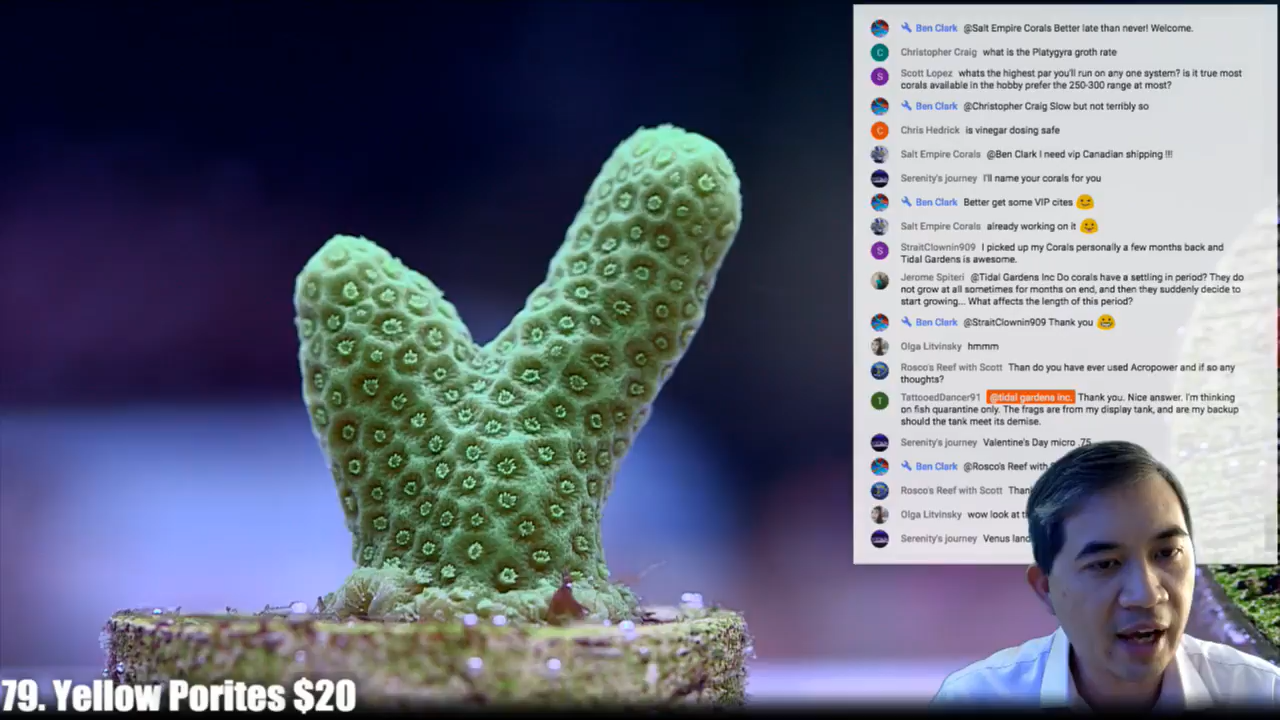 Ben Clark @Salt Empire Corals Better late than never! Welcome.
C Christopher Craig what is the Platygyra groth rate
S Scott Lopez whats the highest par you'll run on any one system? is it true most
corals available in the hobby prefer the 250-300 range at most?
Ben Clark @Christopher Craig Slow but not terribly so
C Chris Hedrick is vinegar dosing safe
Salt Empire Corals @Ben Clark I need vip Canadian shipping !!!
Serenity's journey I'll name your corals for you
Ben Clark Better get some VIP cites
Salt Empire Corals already working on it
S StraitClownin909 I picked up my Corals personally a few months back and
Tidal Gardens is awesome.
Jerome Spiteri @Tidal Gardens Inc Do corals have a settling in period? They do
not grow at all sometimes for months on end, and then they suddenly decide to
start growing... What affects the length of this period?
Ben Clark @StraitClownin909 Thank you
Olga Litvinsky hmmm
Rosco's Reef with Scott Than do you have ever used Acropower and if so any
thoughts?
T TattooedDancer91 @tidal gardens inc. Thank you. Nice answer. I'm thinking
on fish quarantine only. The frags are from my display tank, and are my backup
should the tank meet its demise.
Serenity's journey Valentine's Day micro .75
Ben Clark @Rosco's Reef with
Rosco's Reef with Scott Than
Olga Litvinsky wow look at
Serenity's journey Venus land
79. Yellow Porites $20